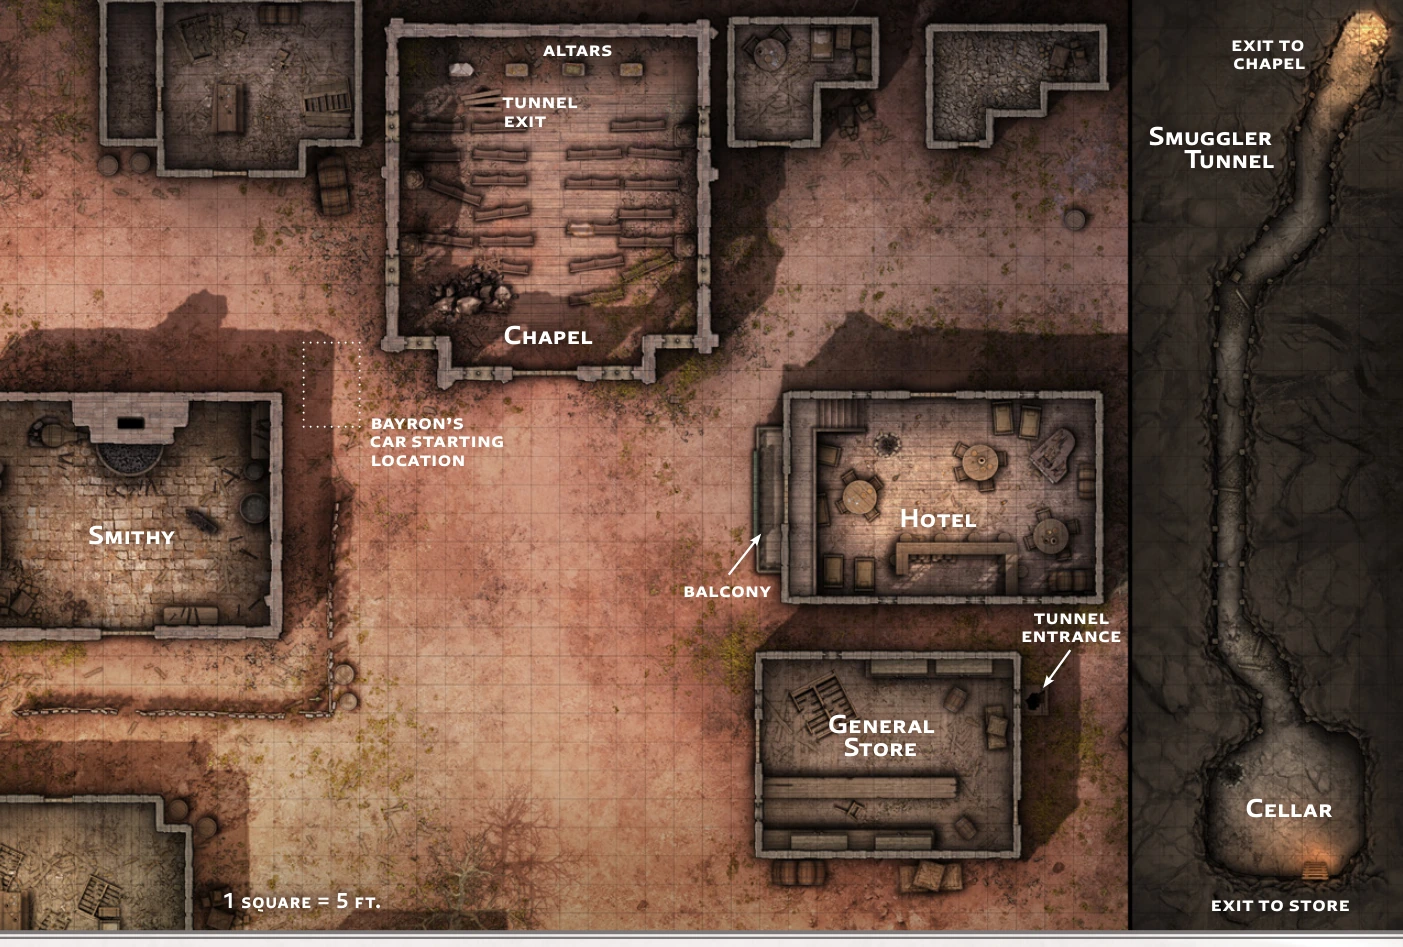 ALTARS
TUNNEL
EXIT
CHAPEL
BAYRON'S
CAR STARTING
LOCATION
SMITHY
HOTEL
BALCONY
TUNNEL
ENTRANCE
GENERAL
STORE
1 SQUARE = 5 FT.
EXIT TO
CHAPEL
SMUGGLER
TUNNEL
CELLAR
EXIT TO STORE